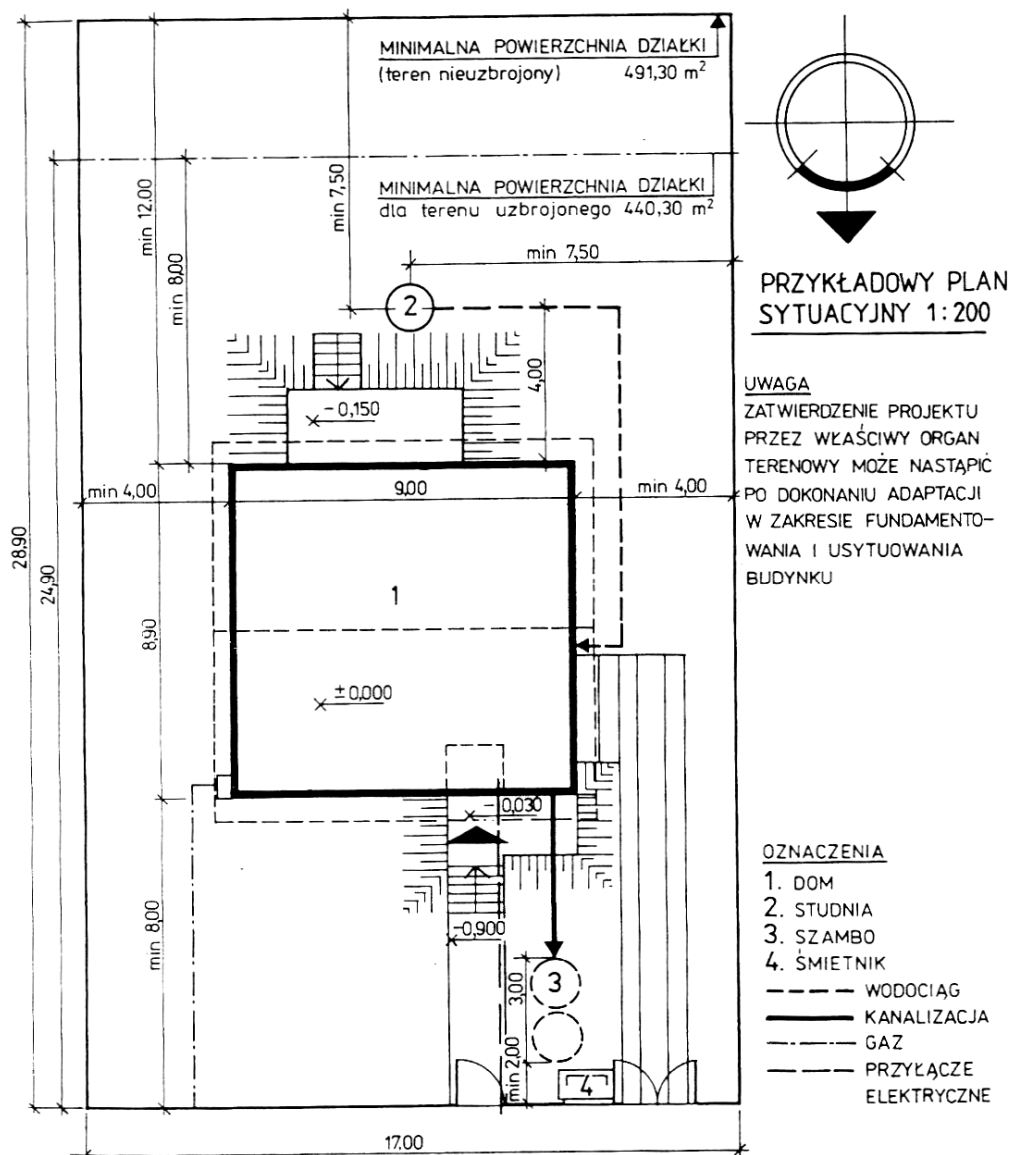 MINIMALNA POWIERZCHNIA DZIAŁKI
(teren nieuzbrojony) 491,30 m²
MINIMALNA POWIERZCHNIA DZIAŁKI
dla terenu uzbrojonego 440,30 m²
min 7,50
min 12,00
min 7,50
min 8,00
2
4,00
-0,150
min 4,00
9,00
min 4,00
28,90
24,90
8,90
1
±0,000
0,030
min 8,00
-0,900
3,00
3
min 2,00
4
17.00
PRZYKŁADOWY PLAN
SYTUACYJNY 1:200
UWAGA
ZATWIERDZENIE PROJEKTU
PRZEZ WŁAŚCIWY ORGAN
TERENOWY MOŻE NASTĄPIĆ
PO DOKONANIU ADAPTACJI
W ZAKRESIE FUNDAMENTO-
WANIA I USYTUOWANIA
BUDYNKU
OZNACZENIA
1. DOM
2. STUDNIA
3. SZAMBO
4. ŚMIETNIK
WODOCIĄG
KANALIZACJA
GAZ
PRZYŁĄCZE
ELEKTRYCZNE